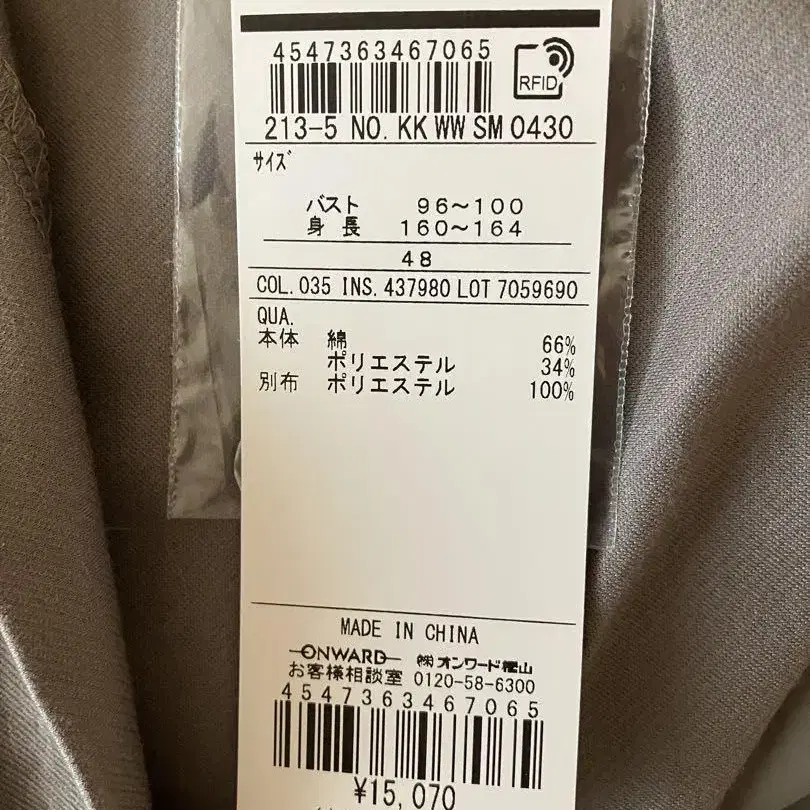 4547363467065
RFID
213-5 NO. KK WW SM 0430
サイズ
バスト 96~100
身長 160~164
48
COL. 035 INS. 437980 LOT 7059690
QUA.
本体 綿 66%
ポリエステル 34%
別布 ポリエステル 100%
MADE IN CHINA
ONWARD ㈱オンワード樫山
お客様相談室 0120-58-6300
4547363467065
¥15,070